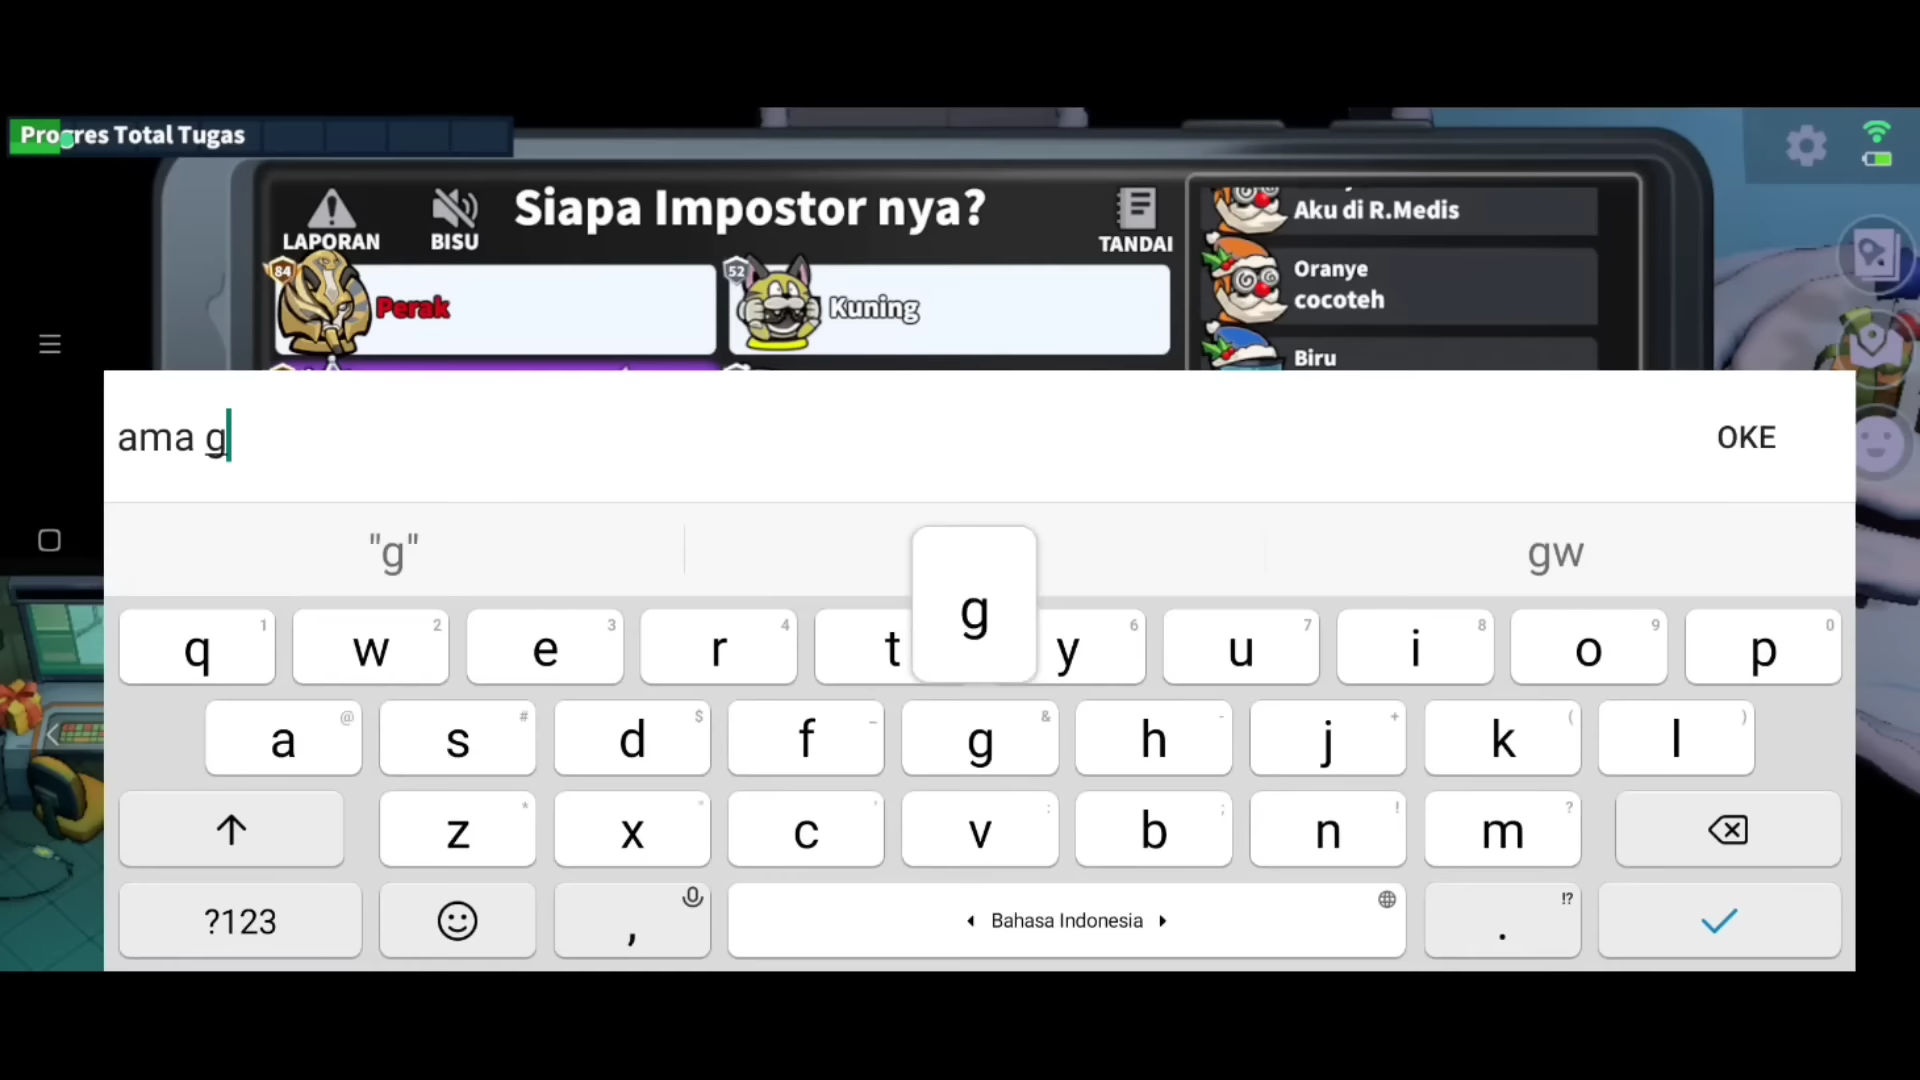 Progres Total Tugas
LAPORAN
BISU
Siapa Impostor nya?
TANDAI
Aku di R.Medis
84
Perak
52
Kuning
Oranye
cocoteh
Biru
ama g
OKE
"g"
g
gw
q 1 w 2 e 3 r 4 t y 6 u 7 i 8 o 9 p 0
a @ s # d $ f _ g & h - j + k ( l )
z * x " c ' v : b ; n ! m ?
?123 , Bahasa Indonesia . !?